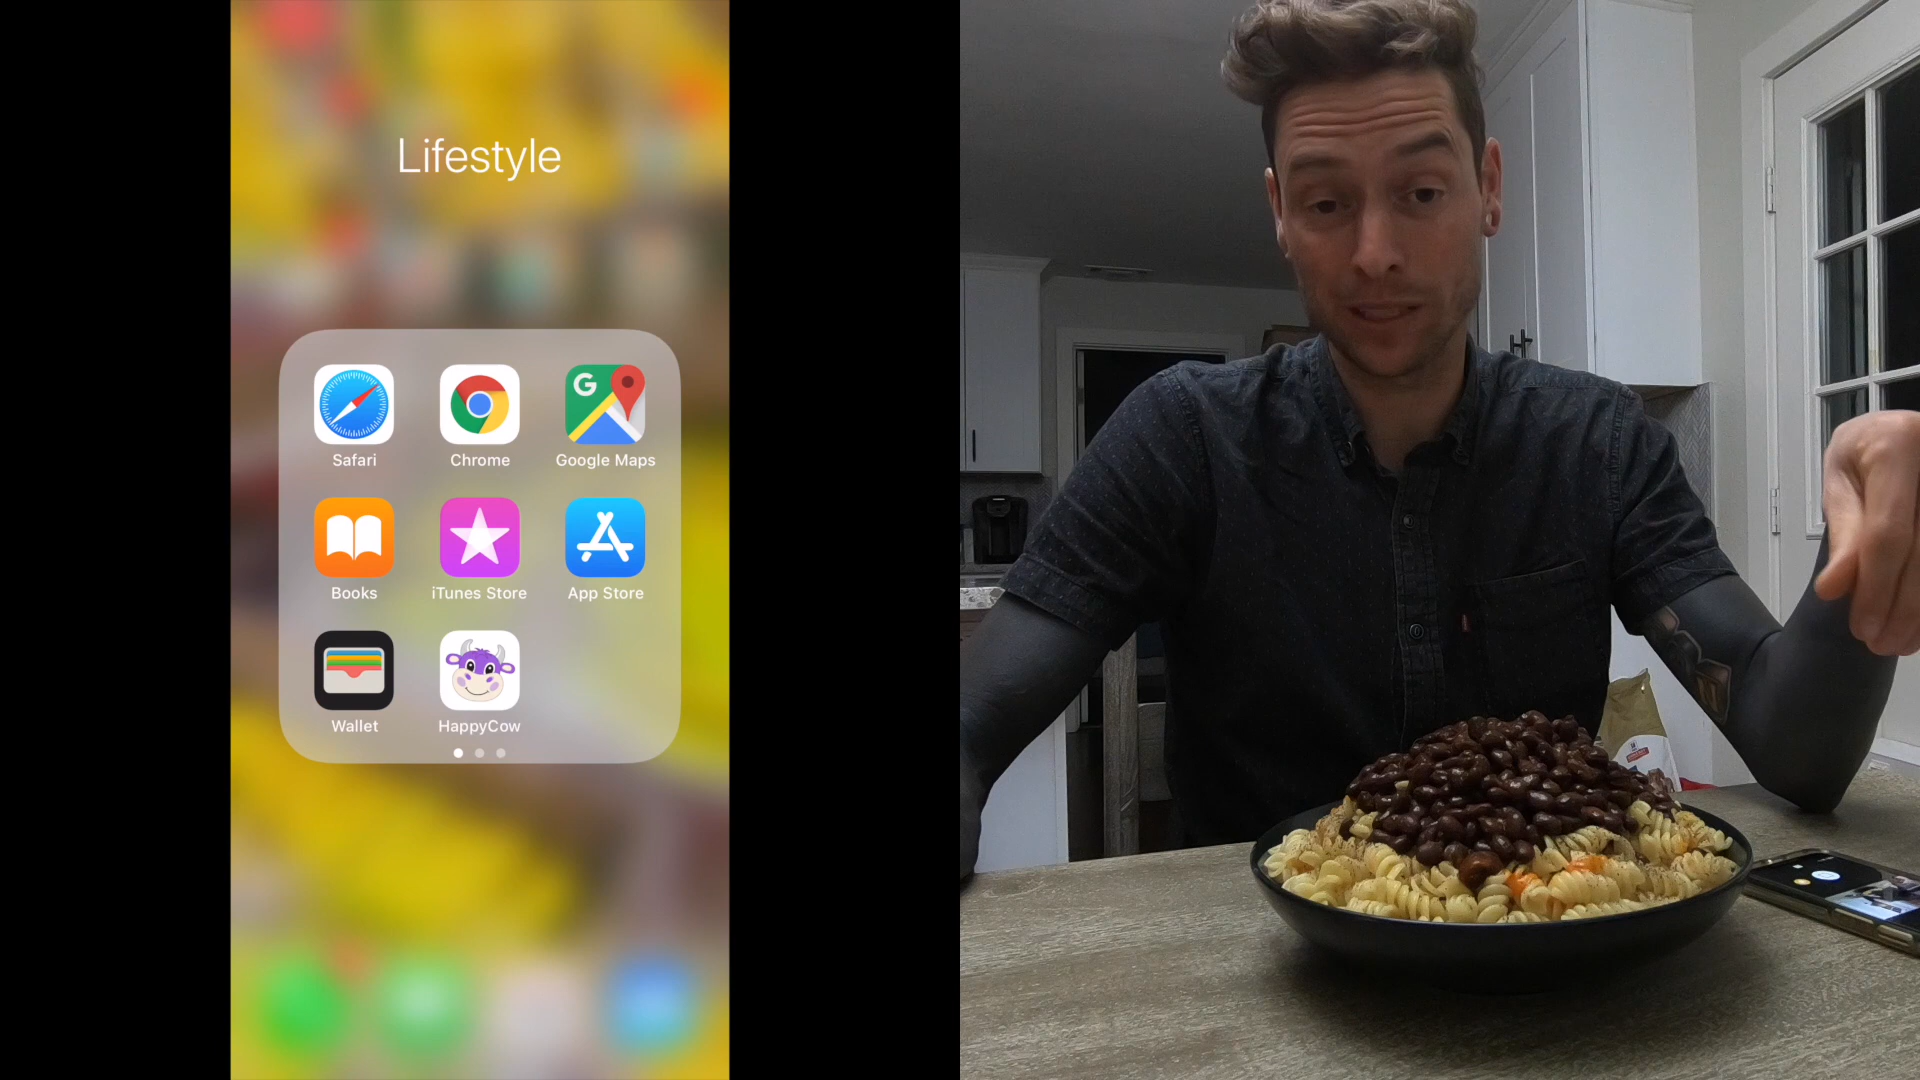 Lifestyle
Safari
Chrome
Google Maps
Books
iTunes Store
App Store
Wallet
HappyCow